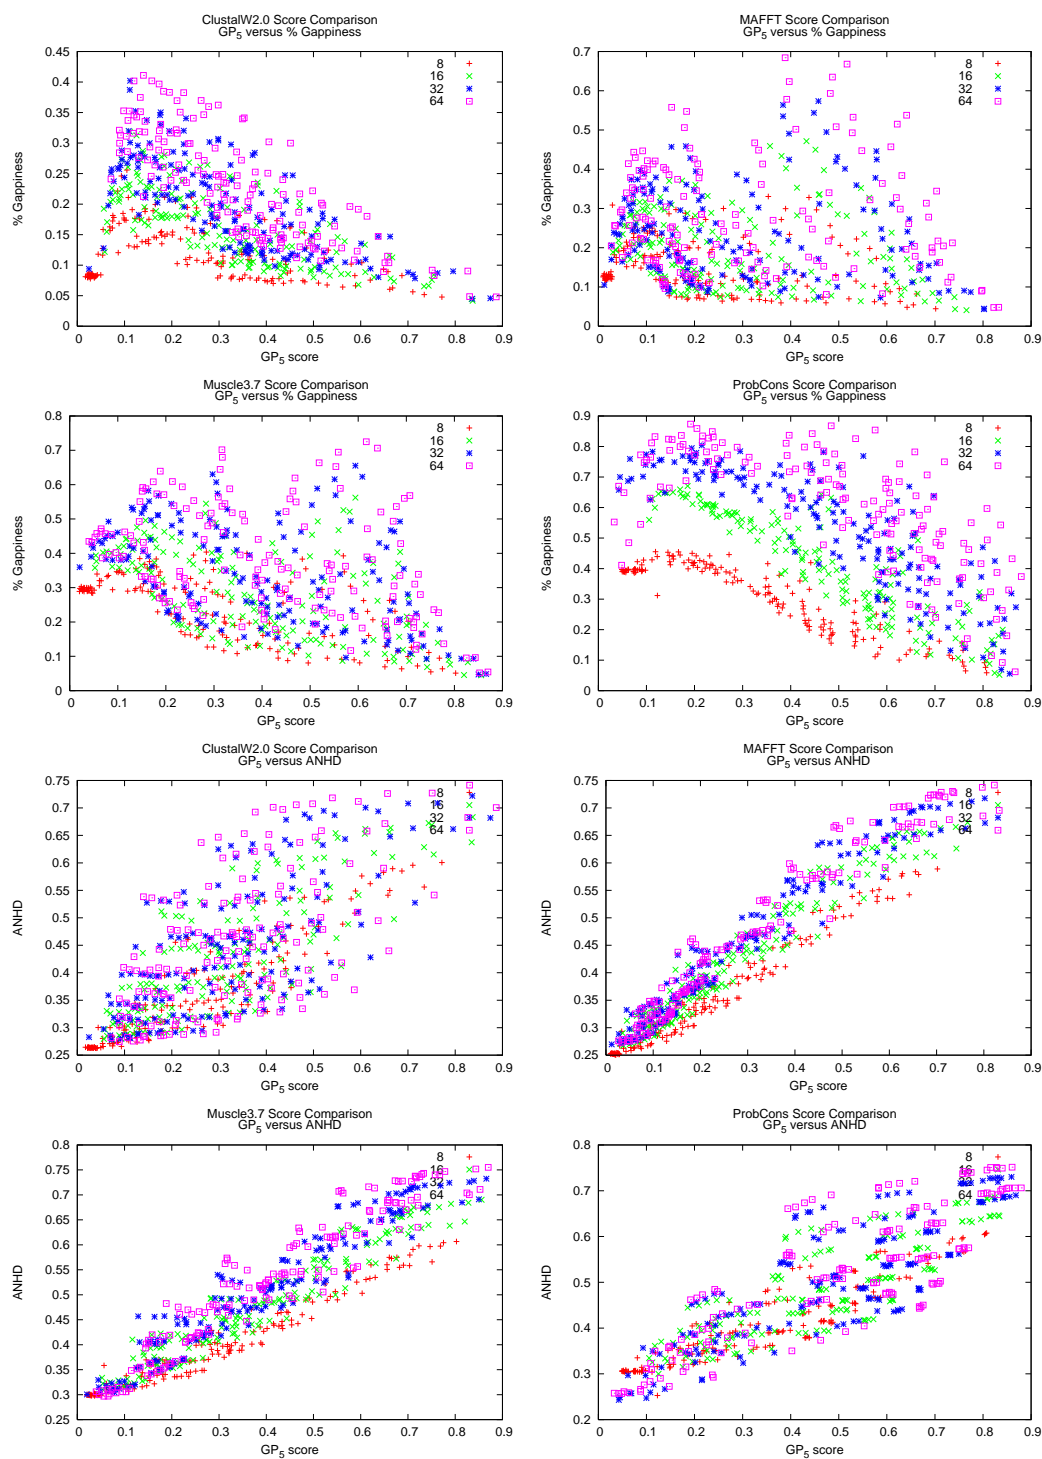 ClustalW2.0 Score Comparison
GP5 versus % Gappiness
0.45
0.4
0.35
0.3
0.25
0.2
0.15
0.1
0.05
0
% Gappiness
8
16
32
64
0 0.1 0.2 0.3 0.4 0.5 0.6 0.7 0.8 0.9
GP5 score
MAFFT Score Comparison
GP5 versus % Gappiness
0.7
0.6
0.5
0.4
0.3
0.2
0.1
0
% Gappiness
8
16
32
64
0 0.1 0.2 0.3 0.4 0.5 0.6 0.7 0.8 0.9
GP5 score
Muscle3.7 Score Comparison
GP5 versus % Gappiness
0.8
0.7
0.6
0.5
0.4
0.3
0.2
0.1
0
% Gappiness
8
16
32
64
0 0.1 0.2 0.3 0.4 0.5 0.6 0.7 0.8 0.9
GP5 score
ProbCons Score Comparison
GP5 versus % Gappiness
0.9
0.8
0.7
0.6
0.5
0.4
0.3
0.2
0.1
0
% Gappiness
8
16
32
64
0 0.1 0.2 0.3 0.4 0.5 0.6 0.7 0.8 0.9
GP5 score
ClustalW2.0 Score Comparison
GP5 versus ANHD
0.75
0.7
0.65
0.6
0.55
0.5
0.45
0.4
0.35
0.3
0.25
ANHD
8
16
32
64
0 0.1 0.2 0.3 0.4 0.5 0.6 0.7 0.8 0.9
GP5 score
MAFFT Score Comparison
GP5 versus ANHD
0.75
0.7
0.65
0.6
0.55
0.5
0.45
0.4
0.35
0.3
0.25
ANHD
8
16
32
64
0 0.1 0.2 0.3 0.4 0.5 0.6 0.7 0.8 0.9
GP5 score
Muscle3.7 Score Comparison
GP5 versus ANHD
0.8
0.75
0.7
0.65
0.6
0.55
0.5
0.45
0.4
0.35
0.3
0.25
ANHD
8
16
32
64
0 0.1 0.2 0.3 0.4 0.5 0.6 0.7 0.8 0.9
GP5 score
ProbCons Score Comparison
GP5 versus ANHD
0.8
0.7
0.6
0.5
0.4
0.3
0.2
ANHD
8
16
32
64
0 0.1 0.2 0.3 0.4 0.5 0.6 0.7 0.8 0.9
GP5 score